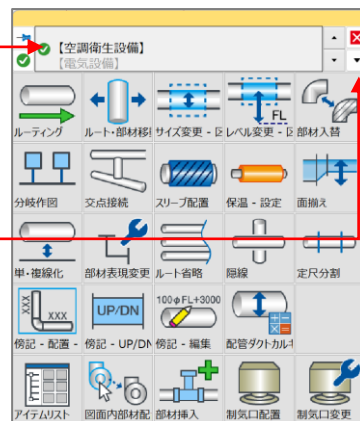 【空調衛生設備】
【電気設備】
FL
ルーティング
ルート・部材移
サイズ変更 - 区
レベル変更 - 区
部材入替
分岐作図
交点接続
スリーブ配置
保温 - 設定
面揃え
単・複線化
部材表現変更
ルート省略
隠線
定尺分割
XXX
XXX
UP/DN
100φFL+3000
傍記 - 配置 -
傍記 - UP/DN
傍記 - 編集
配管ダクトカルキ
アイテムリスト
図面内部材配
部材挿入
制気口配置
制気口変更